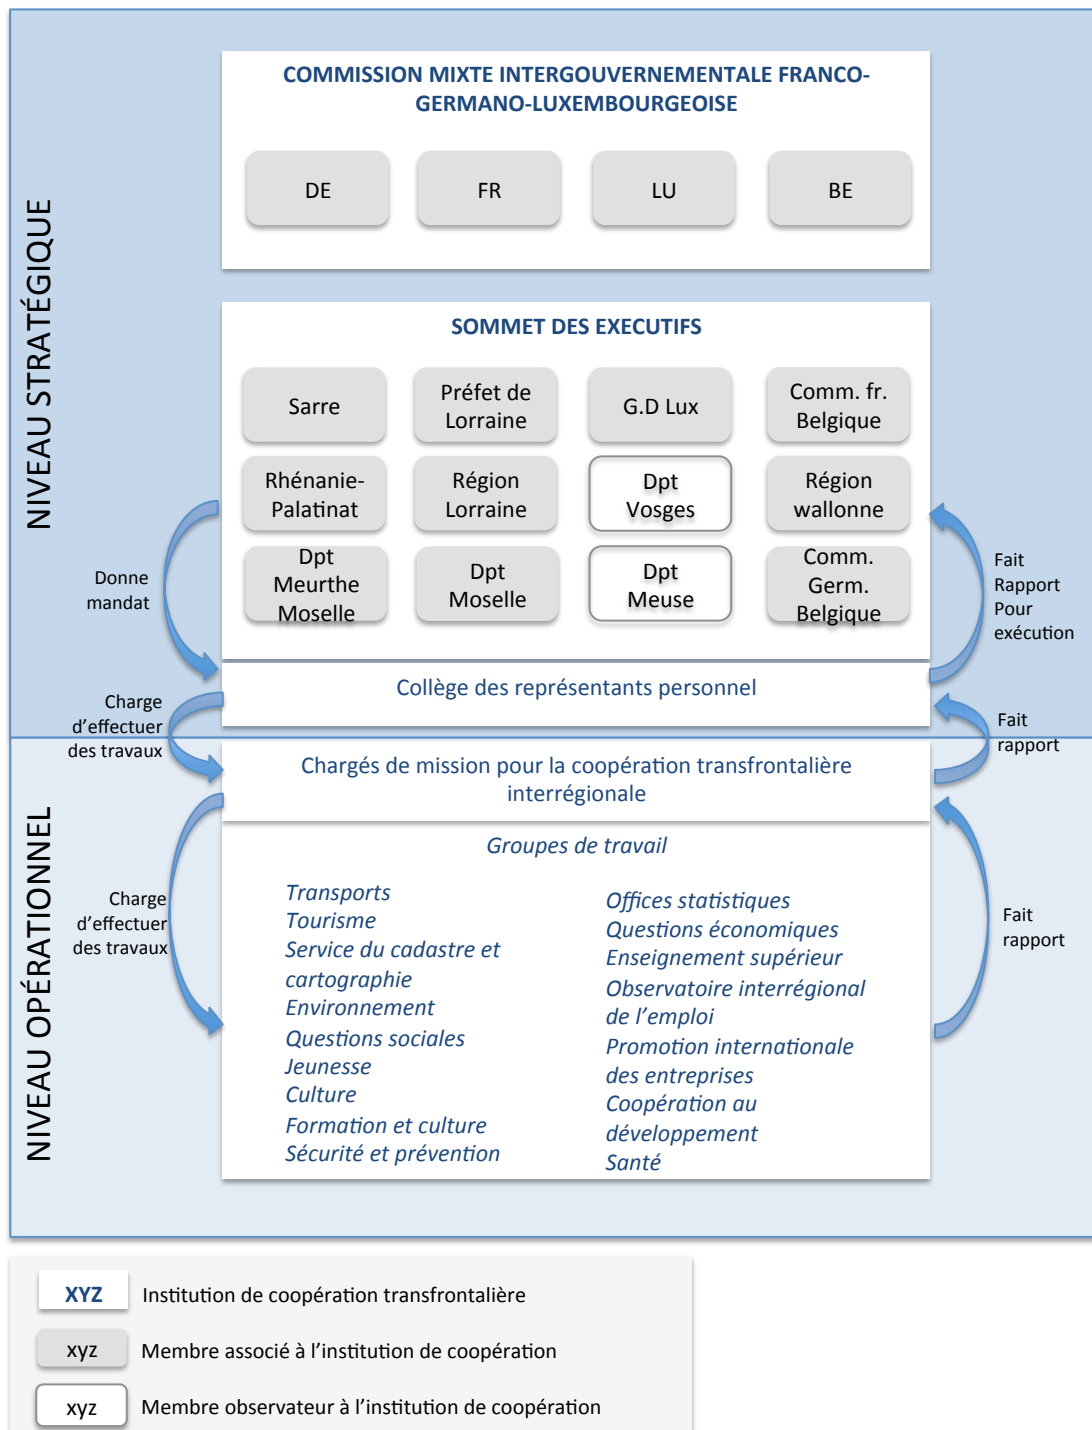 NIVEAU STRATÉGIQUE
COMMISSION MIXTE INTERGOUVERNEMENTALE FRANCO-
GERMANO-LUXEMBOURGEOISE
DE
FR
LU
BE
SOMMET DES EXECUTIFS
Sarre
Préfet de
Lorraine
G.D Lux
Comm. fr.
Belgique
Rhénanie-
Palatinat
Région
Lorraine
Dpt
Vosges
Région
wallonne
Dpt
Meurthe
Moselle
Dpt
Moselle
Dpt
Meuse
Comm.
Germ.
Belgique
Donne
mandat
Fait
Rapport
Pour
exécution
Collège des représentants personnel
Charge
d'effectuer
des travaux
Fait
rapport
NIVEAU OPÉRATIONNEL
Chargés de mission pour la coopération transfrontalière
interrégionale
Groupes de travail
Transports
Tourisme
Service du cadastre et
cartographie
Environnement
Questions sociales
Jeunesse
Culture
Formation et culture
Sécurité et prévention
Offices statistiques
Questions économiques
Enseignement supérieur
Observatoire interrégional
de l'emploi
Promotion internationale
des entreprises
Coopération au
développement
Santé
Charge
d'effectuer
des travaux
Fait
rapport
XYZ Institution de coopération transfrontalière
xyz Membre associé à l'institution de coopération
xyz Membre observateur à l'institution de coopération